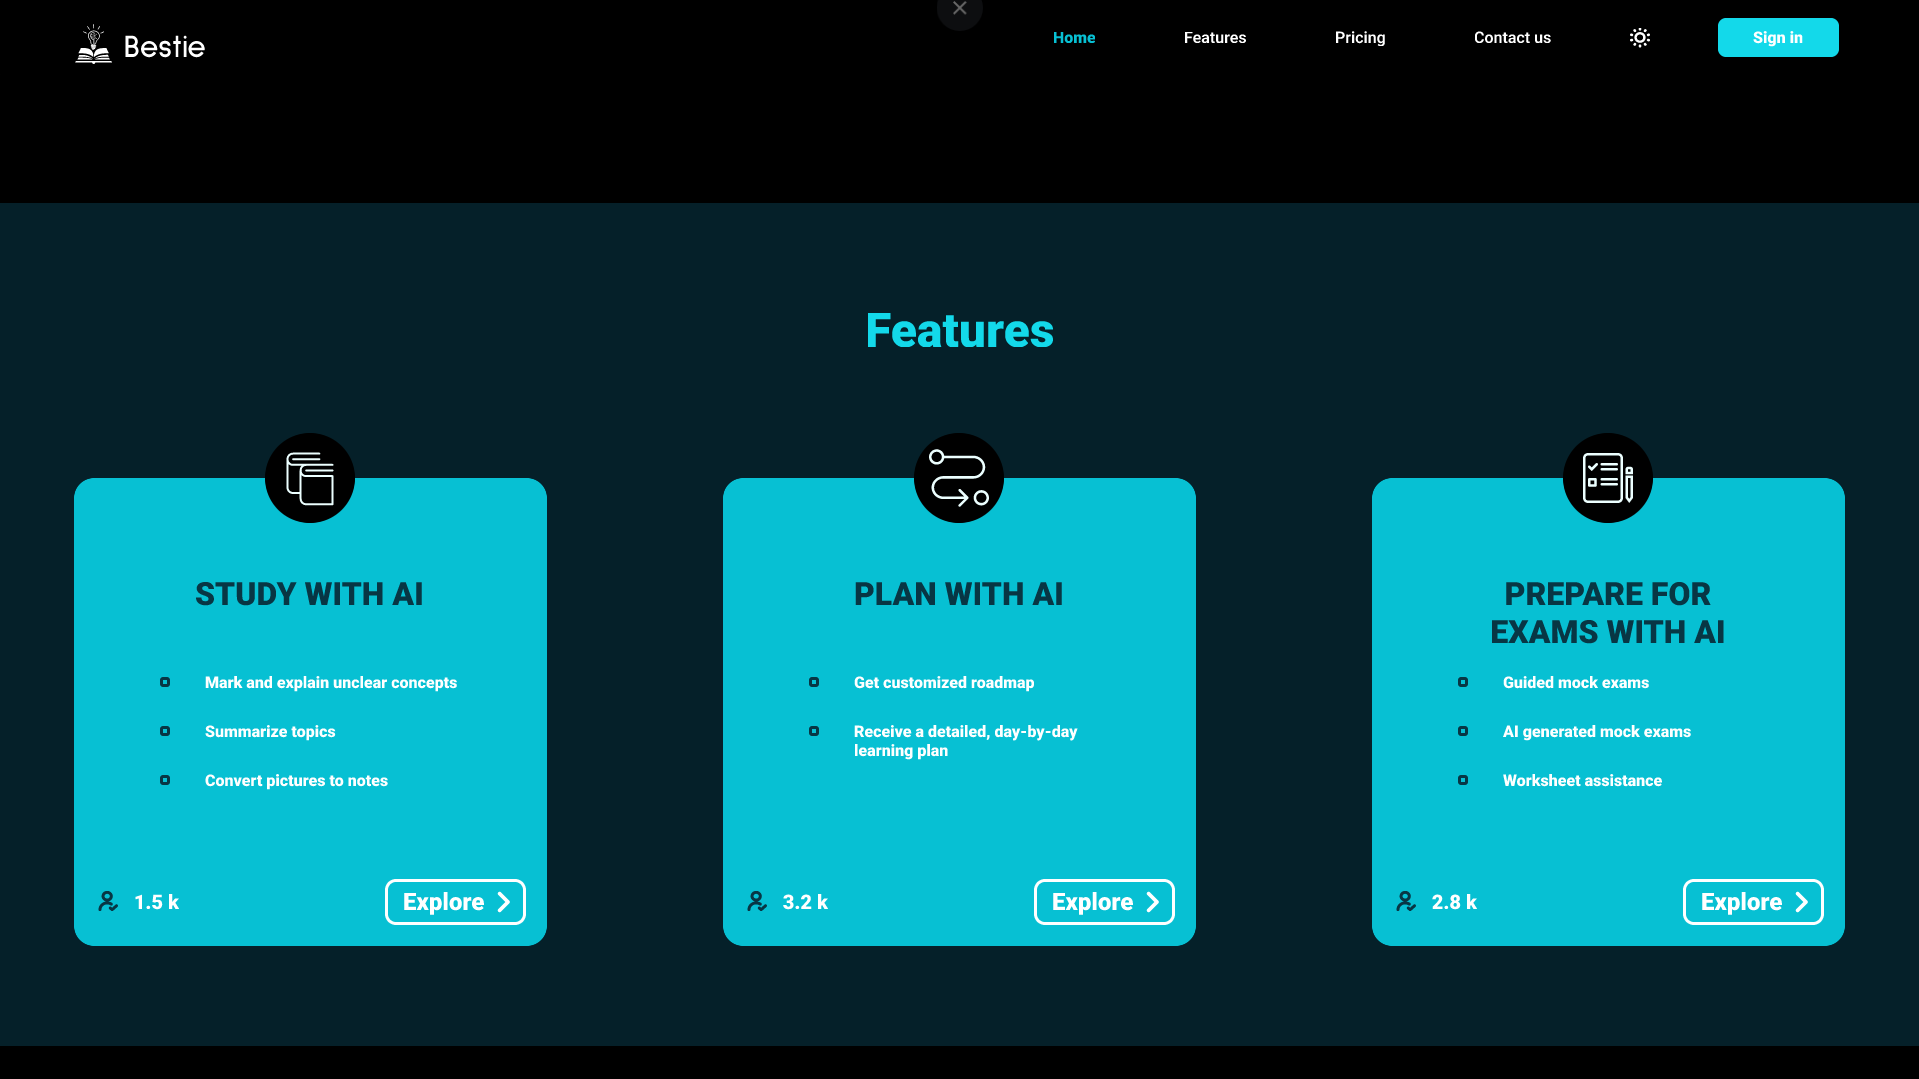 Bestie
Home
Features
Pricing
Contact us
Sign in
Features
STUDY WITH AI
Mark and explain unclear concepts
Summarize topics
Convert pictures to notes
1.5 k
Explore
PLAN WITH AI
Get customized roadmap
Receive a detailed, day-by-day
learning plan
3.2 k
Explore
PREPARE FOR
EXAMS WITH AI
Guided mock exams
AI generated mock exams
Worksheet assistance
2.8 k
Explore